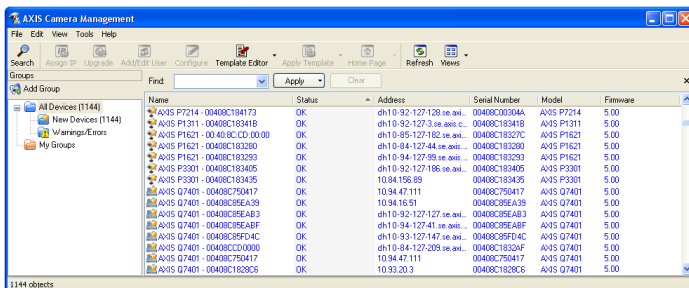 AXIS Camera Management
File Edit View Tools Help
Search Assign IP Upgrade Add/Edit User Configure Template Editor Apply Template Home Page Refresh Views
Groups
Add Group
All Devices (1144)
New Devices (1144)
Warnings/Errors
My Groups
Find: Apply Clear
Name Status Address Serial Number Model Firmware
AXIS P7214 - 00408C184173 OK dh10-92-127-128.se.axi... 00408C00304A AXIS P7214 5.00
AXIS P1311 - 00408C18341B OK dh10-92-127-3.se.axis.c... 00408C18341B AXIS P1311 5.00
AXIS P1621 - 00:40:8C:CD:00:00 OK dh10-85-127-182.se.axi... 00408C18327C AXIS P1621 5.00
AXIS P1621 - 00408C183280 OK dh10-84-127-44.se.axis.... 00408C183280 AXIS P1621 5.00
AXIS P1621 - 00408C183293 OK dh10-94-127-99.se.axis.... 00408C183293 AXIS P1621 5.00
AXIS P3301 - 00408C183405 OK dh10-92-127-186.se.axi... 00408C183405 AXIS P3301 5.00
AXIS P3301 - 00408C183435 OK 10.84.156.89 00408C183435 AXIS P3301 5.00
AXIS Q7401 - 00408C750417 OK 10.94.47.111 00408C750417 AXIS Q7401 5.00
AXIS Q7401 - 00408C85EA39 OK 10.94.16.51 00408C85EA39 AXIS Q7401 5.00
AXIS Q7401 - 00408C85EAB3 OK dh10-92-127-127.se.axi... 00408C85EAB3 AXIS Q7401 5.00
AXIS Q7401 - 00408C85EABF OK dh10-94-127-41.se.axis.... 00408C85EABF AXIS Q7401 5.00
AXIS Q7401 - 00408C85FD4C OK dh10-93-127-147.se.axi... 00408C85FD4C AXIS Q7401 5.00
AXIS Q7401 - 00408CCD0000 OK dh10-84-127-209.se.axi... 00408C1832AF AXIS Q7401 5.00
AXIS Q7401 - 00408C750417 OK 10.94.47.111 00408C750417 AXIS Q7401 5.00
AXIS Q7401 - 00408C1828C6 OK 10.93.20.3 00408C1828C6 AXIS Q7401 5.00
1144 objects